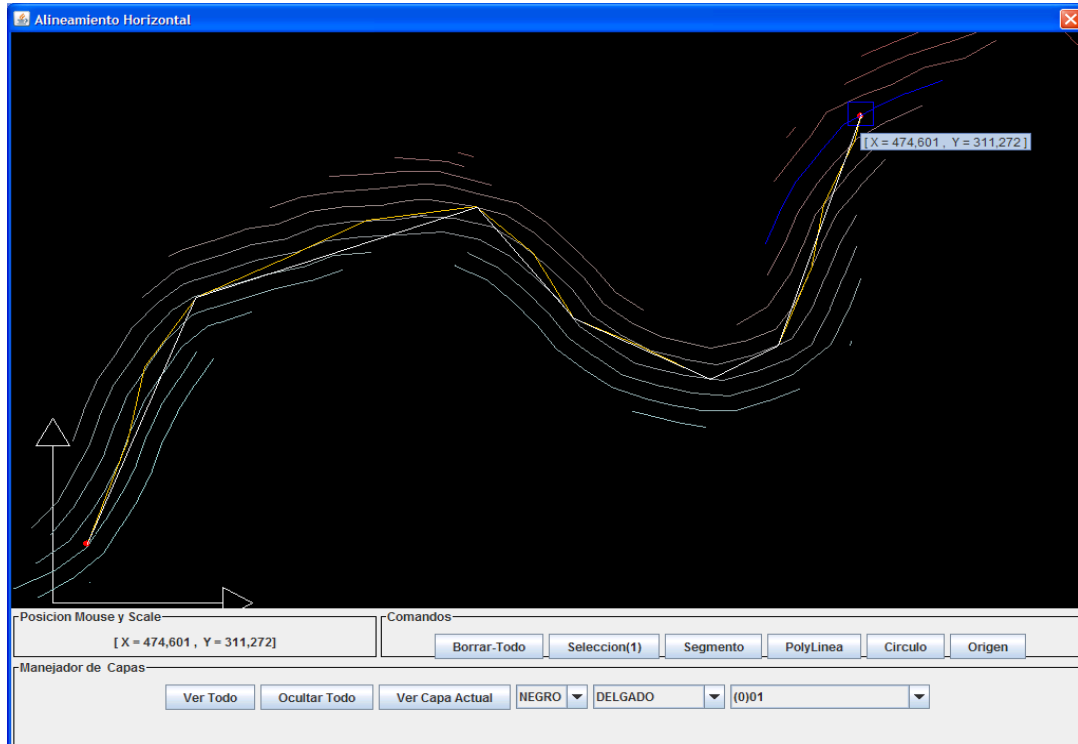 Alineamiento Horizontal
[ X = 474,601 , Y = 311,272 ]
Posicion Mouse y Scale
[ X = 474,601 , Y = 311,272]
Comandos
Borrar-Todo Seleccion(1) Segmento PolyLinea Circulo Origen
Manejador de Capas
Ver Todo Ocultar Todo Ver Capa Actual NEGRO DELGADO (0)01